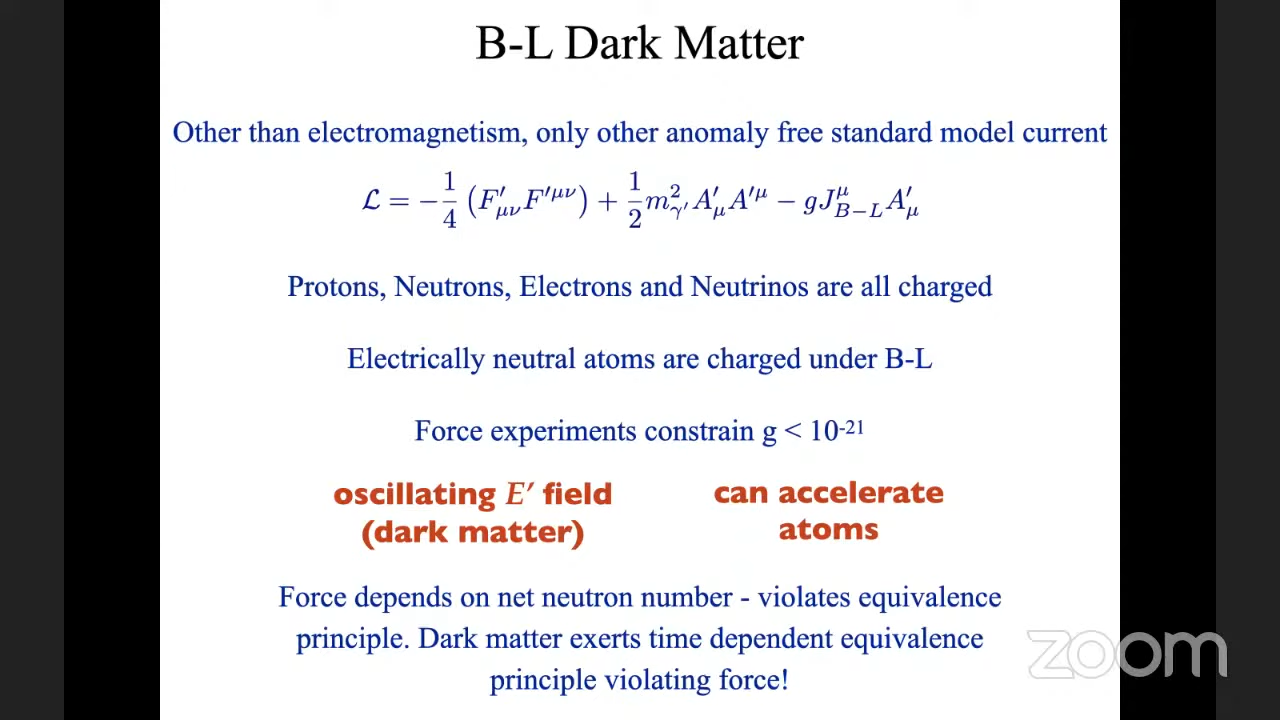 B-L Dark Matter
Other than electromagnetism, only other anomaly free standard model current
ℒ = −1/4 (F′μν F′^μν) + 1/2 m²γ′ A′μ A′^μ − gJ^μ_B−L A′μ
Protons, Neutrons, Electrons and Neutrinos are all charged
Electrically neutral atoms are charged under B-L
Force experiments constrain g < 10⁻²¹
oscillating E′ field
(dark matter)
can accelerate
atoms
Force depends on net neutron number - violates equivalence
principle. Dark matter exerts time dependent equivalence
principle violating force!
zoom